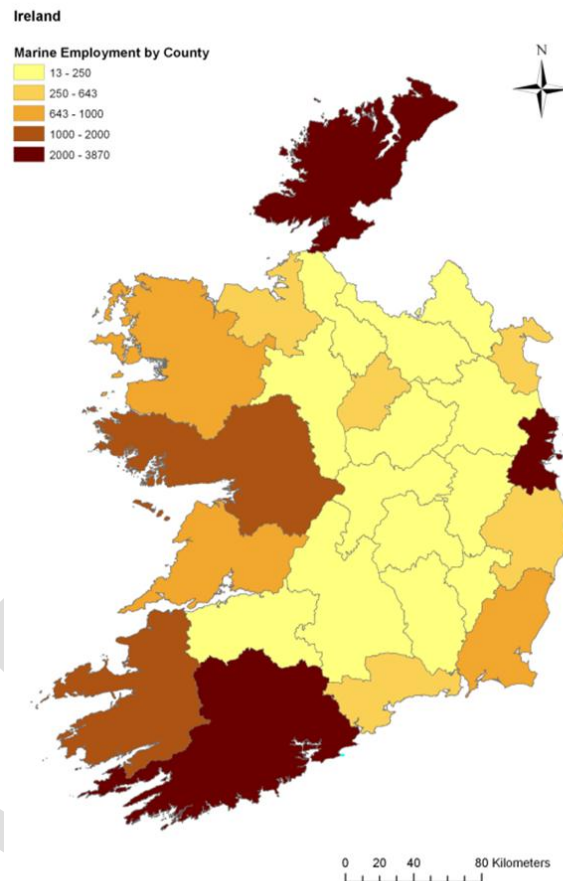 Ireland
Marine Employment by County
13 - 250
250 - 643
643 - 1000
1000 - 2000
2000 - 3870
N
0 20 40 80 Kilometers